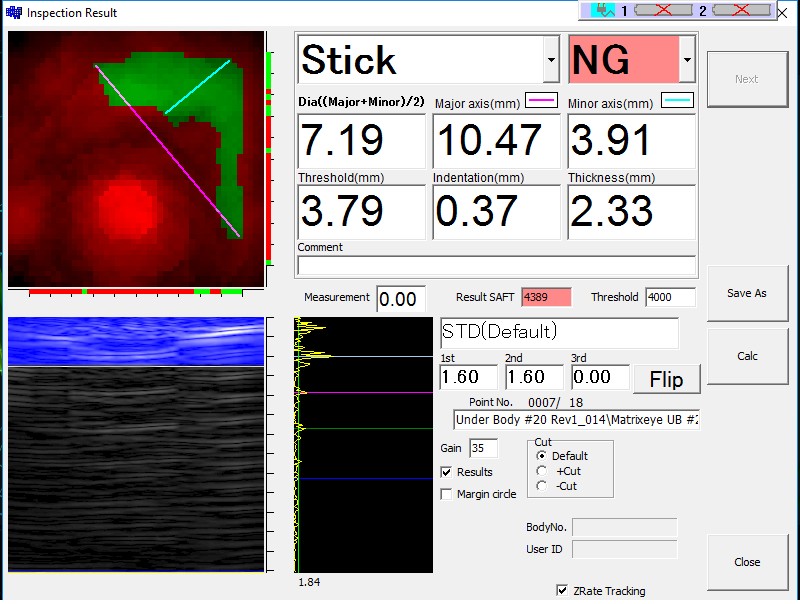 Inspection Result
1 2
Stick NG
Next
Dia((Major+Minor)/2) Major axis(mm) Minor axis(mm)
7.19 10.47 3.91
Threshold(mm) Indentation(mm) Thickness(mm)
3.79 0.37 2.33
Comment
Measurement 0.00 Result SAFT 4389 Threshold 4000
Save As
STD(Default)
Calc
1st 2nd 3rd
1.60 1.60 0.00 Flip
Point No. 0007/ 18
Under Body #20 Rev1_014\Matrixeye UB #2
Gain 35
Cut
Default
+Cut
-Cut
Results
Margin circle
BodyNo.
User ID
Close
1.84
ZRate Tracking